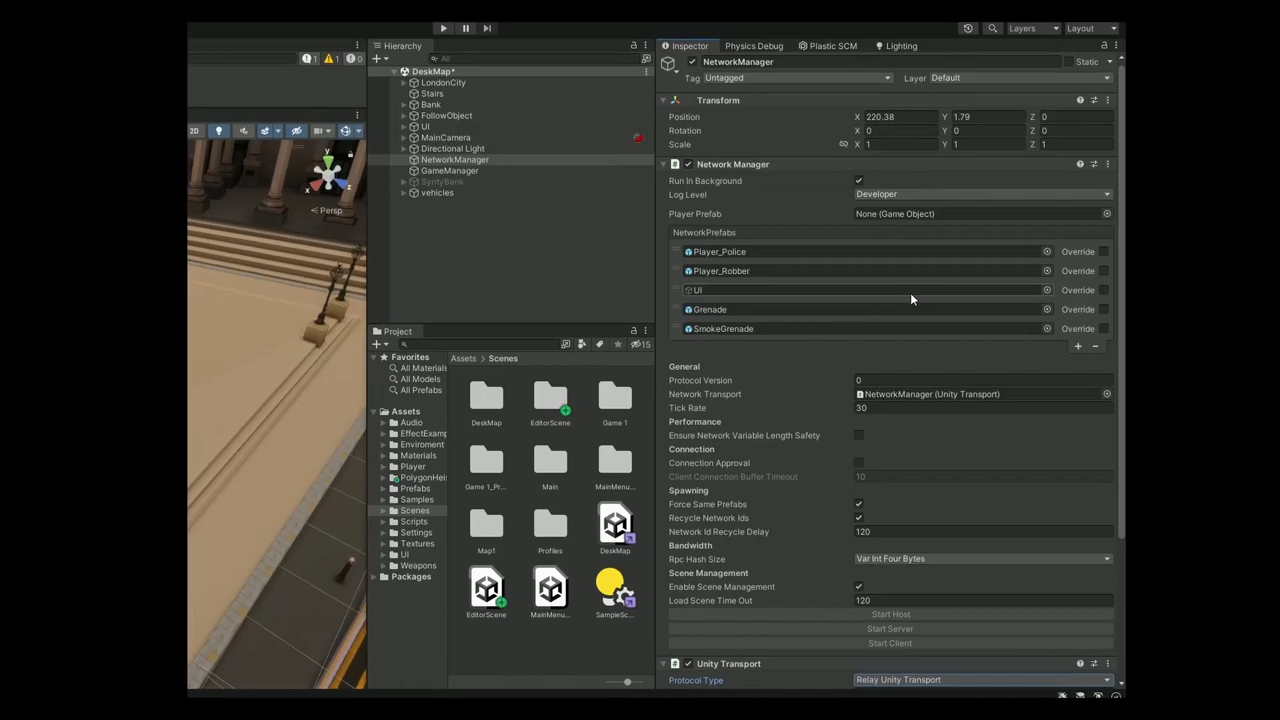 Layers
Layout
Hierarchy
Inspector
Physics Debug
Plastic SCM
Lighting
1
1
0
All
DeskMap*
LondonCity
Stairs
Bank
FollowObject
UI
MainCamera
Directional Light
NetworkManager
GameManager
SyntyBank
vehicles
2D
y
x
z
< Persp
NetworkManager
Static
Tag Untagged
Layer Default
Transform
Position X 220.38 Y 1.79 Z 0
Rotation X 0 Y 0 Z 0
Scale X 1 Y 1 Z 1
Network Manager
Run In Background
Log Level Developer
Player Prefab None (Game Object)
NetworkPrefabs
Player_Police Override
Player_Robber Override
UI Override
Grenade Override
SmokeGrenade Override
+ −
General
Protocol Version 0
Network Transport NetworkManager (Unity Transport)
Tick Rate 30
Performance
Ensure Network Variable Length Safety
Connection
Connection Approval
Client Connection Buffer Timeout 10
Spawning
Force Same Prefabs
Recycle Network Ids
Network Id Recycle Delay 120
Bandwidth
Rpc Hash Size Var Int Four Bytes
Scene Management
Enable Scene Management
Load Scene Time Out 120
Start Host
Start Server
Start Client
Unity Transport
Protocol Type Relay Unity Transport
Project
15
Favorites
All Materials
All Models
All Prefabs
Assets
Audio
EffectExamp
Enviroment
Materials
Player
PolygonHeis
Prefabs
Samples
Scenes
Scripts
Settings
Textures
UI
Weapons
Packages
Assets > Scenes
DeskMap EditorScene Game 1
Game 1_Pr... Main MainMenu...
Map1 Profiles DeskMap
EditorScene MainMenu... SampleSc...